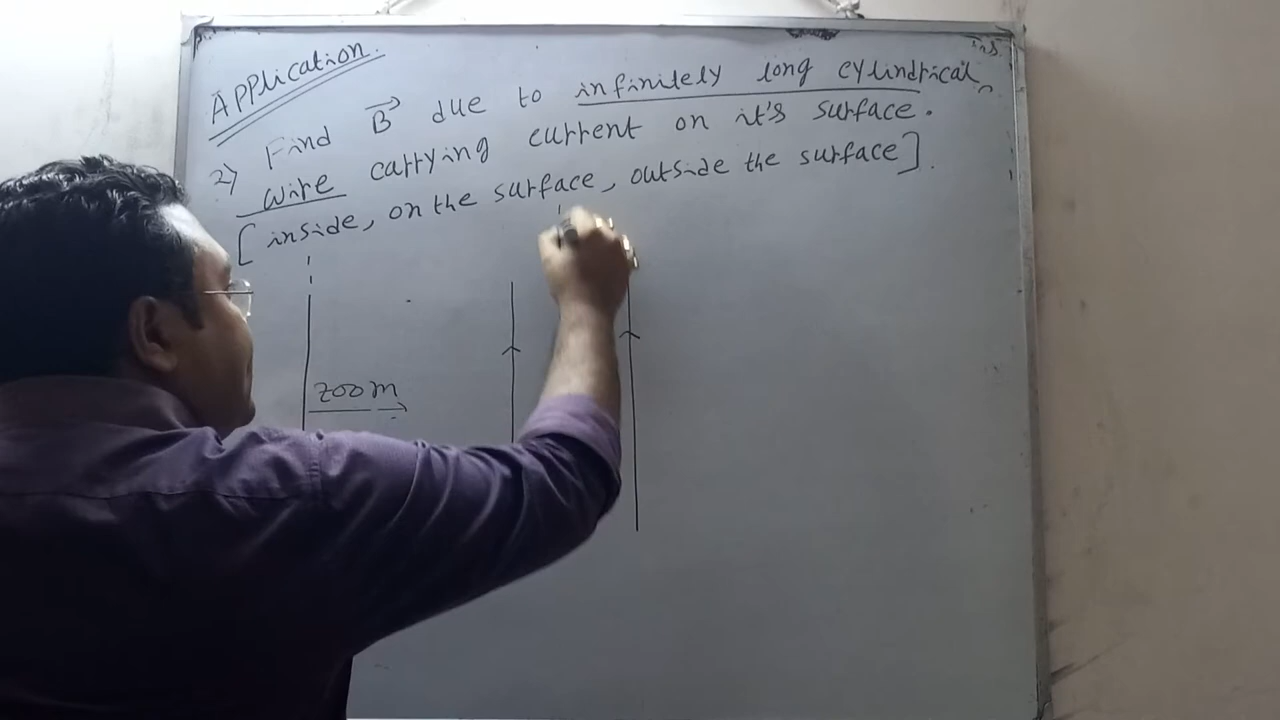 Application.
2) Find B due to infinitely long cylindrical
wire carrying current on it's surface.
[inside, on the surface, outside the surface].
zoom